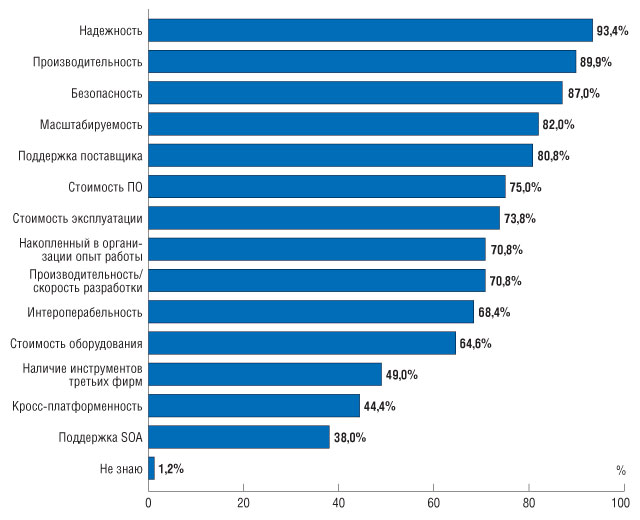 Надежность 93,4%
Производительность 89,9%
Безопасность 87,0%
Масштабируемость 82,0%
Поддержка поставщика 80,8%
Стоимость ПО 75,0%
Стоимость эксплуатации 73,8%
Накопленный в органи-
зации опыт работы 70,8%
Производительность/
скорость разработки 70,8%
Интероперабельность 68,4%
Стоимость оборудования 64,6%
Наличие инструментов
третьих фирм 49,0%
Кросс-платформенность 44,4%
Поддержка SOA 38,0%
Не знаю 1,2%
%
0 20 40 60 80 100